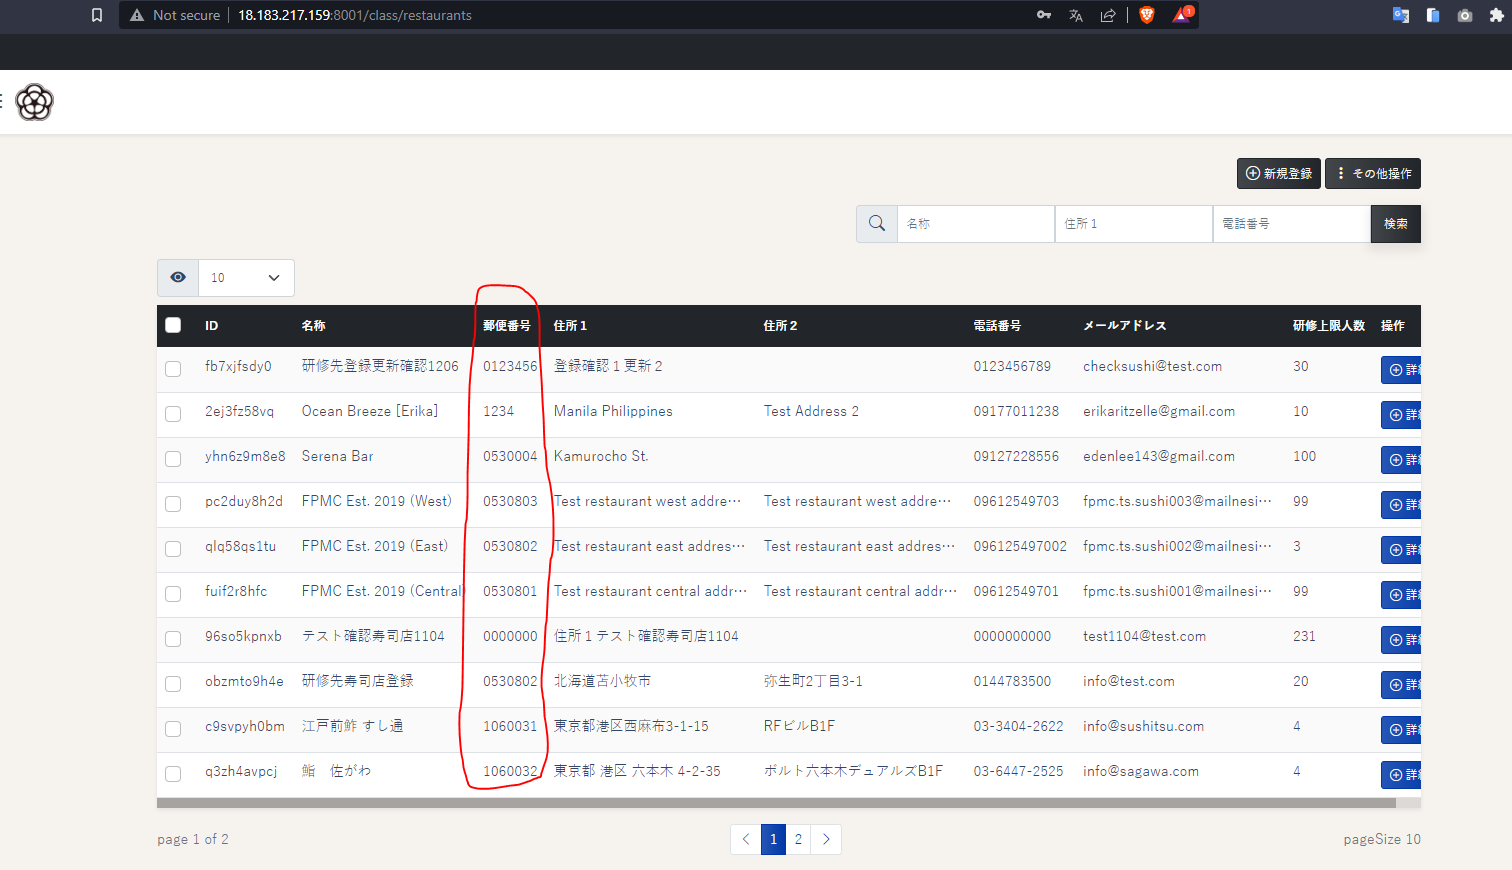 Not secure 18.183.217.159:8001/class/restaurants 1
新規登録 その他操作
名称 住所１ 電話番号 検索
10
ID 名称 郵便番号 住所１ 住所２ 電話番号 メールアドレス 研修上限人数 操作
fb7xjfsdy0 研修先登録更新確認1206 0123456 登録確認１更新２ 0123456789 checksushi@test.com 30 詳細
2ej3fz58vq Ocean Breeze [Erika] 1234 Manila Philippines Test Address 2 09177011238 erikaritzelle@gmail.com 10 詳細
yhn6z9m8e8 Serena Bar 0530004 Kamurocho St. 09127228556 edenlee143@gmail.com 100 詳細
pc2duy8h2d FPMC Est. 2019 (West) 0530803 Test restaurant west addre… Test restaurant west addre… 09612549703 fpmc.ts.sushi003@mailnesi… 99 詳細
qlq58qs1tu FPMC Est. 2019 (East) 0530802 Test restaurant east addres… Test restaurant east addres… 096125497002 fpmc.ts.sushi002@mailnesi… 3 詳細
fuif2r8hfc FPMC Est. 2019 (Central) 0530801 Test restaurant central addr… Test restaurant central addr… 09612549701 fpmc.ts.sushi001@mailnesi… 99 詳細
96so5kpnxb テスト確認寿司店1104 0000000 住所１テスト確認寿司店1104 0000000000 test1104@test.com 231 詳細
obzmto9h4e 研修先寿司店登録 0530802 北海道苫小牧市 弥生町2丁目3-1 0144783500 info@test.com 20 詳細
c9svpyh0bm 江戸前鮓 すし通 1060031 東京都港区西麻布3-1-15 RFビルB1F 03-3404-2622 info@sushitsu.com 4 詳細
q3zh4avpcj 鮨　佐がわ 1060032 東京都 港区 六本木 4-2-35 ボルト六本木デュアルズB1F 03-6447-2525 info@sagawa.com 4 詳細
page 1 of 2 1 2 pageSize 10